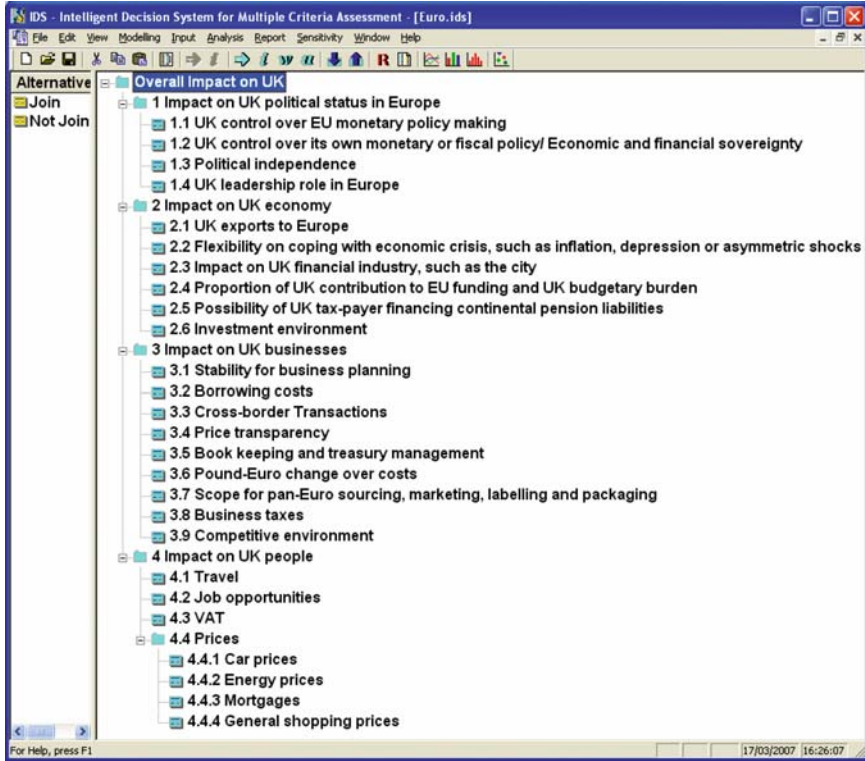 IDS - Intelligent Decision System for Multiple Criteria Assessment - [Euro.ids]
File Edit View Modelling Input Analysis Report Sensitivity Window Help
Alternative
Join
Not Join
Overall Impact on UK
1 Impact on UK political status in Europe
1.1 UK control over EU monetary policy making
1.2 UK control over its own monetary or fiscal policy/ Economic and financial sovereignty
1.3 Political independence
1.4 UK leadership role in Europe
2 Impact on UK economy
2.1 UK exports to Europe
2.2 Flexibility on coping with economic crisis, such as inflation, depression or asymmetric shocks
2.3 Impact on UK financial industry, such as the city
2.4 Proportion of UK contribution to EU funding and UK budgetary burden
2.5 Possibility of UK tax-payer financing continental pension liabilities
2.6 Investment environment
3 Impact on UK businesses
3.1 Stability for business planning
3.2 Borrowing costs
3.3 Cross-border Transactions
3.4 Price transparency
3.5 Book keeping and treasury management
3.6 Pound-Euro change over costs
3.7 Scope for pan-Euro sourcing, marketing, labelling and packaging
3.8 Business taxes
3.9 Competitive environment
4 Impact on UK people
4.1 Travel
4.2 Job opportunities
4.3 VAT
4.4 Prices
4.4.1 Car prices
4.4.2 Energy prices
4.4.3 Mortgages
4.4.4 General shopping prices
For Help, press F1
17/03/2007 16:26:07